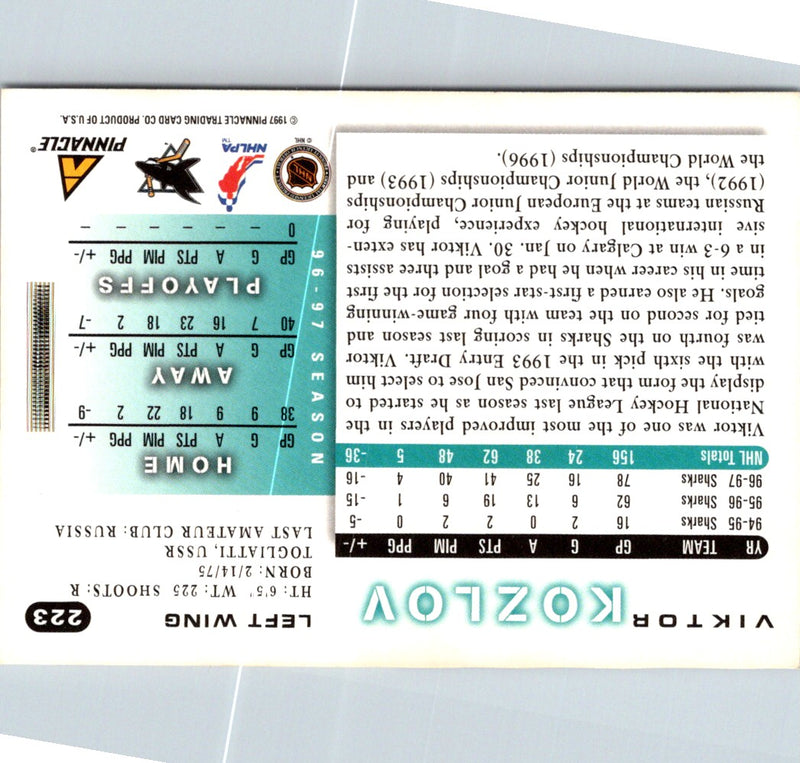 VIKTOR KOZLOV
LEFT WING
223
HT: 6'5" WT: 225 SHOOTS: R
BORN: 2/14/75
TOGLIATTI, USSR
LAST AMATEUR CLUB: RUSSIA
YR TEAM GP G A PTS PIM PPG +/-
94-95 Sharks 16 2 0 2 2 0 -5
95-96 Sharks 62 6 13 19 6 1 -15
96-97 Sharks 78 16 25 41 40 4 -16
NHL Totals 156 24 38 62 48 5 -36
Viktor was one of the most improved players in the
National Hockey League last season as he started to
display the form that convinced San Jose to select him
with the sixth pick in the 1993 Entry Draft. Viktor
was fourth on the Sharks in scoring last season and
tied for second on the team with four game-winning
goals. He also earned a first-star selection for the first
time in his career when he had a goal and three assists
in a 6-3 win at Calgary on Jan. 30. Viktor has exten-
sive international hockey experience, playing for
Russian teams at the European Junior Championships
(1992), the World Junior Championships (1993) and
the World Championships (1996).
96-97 SEASON
HOME
GP G A PTS PIM PPG +/-
38 9 9 18 22 2 -9
AWAY
GP G A PTS PIM PPG +/-
40 7 16 23 18 2 -7
PLAYOFFS
GP G A PTS PIM PPG +/-
0 – – – – – –
NHL
© NHL
NHLPA™
PINNACLE®
© 1997 PINNACLE TRADING CARD CO. PRODUCT OF U.S.A.